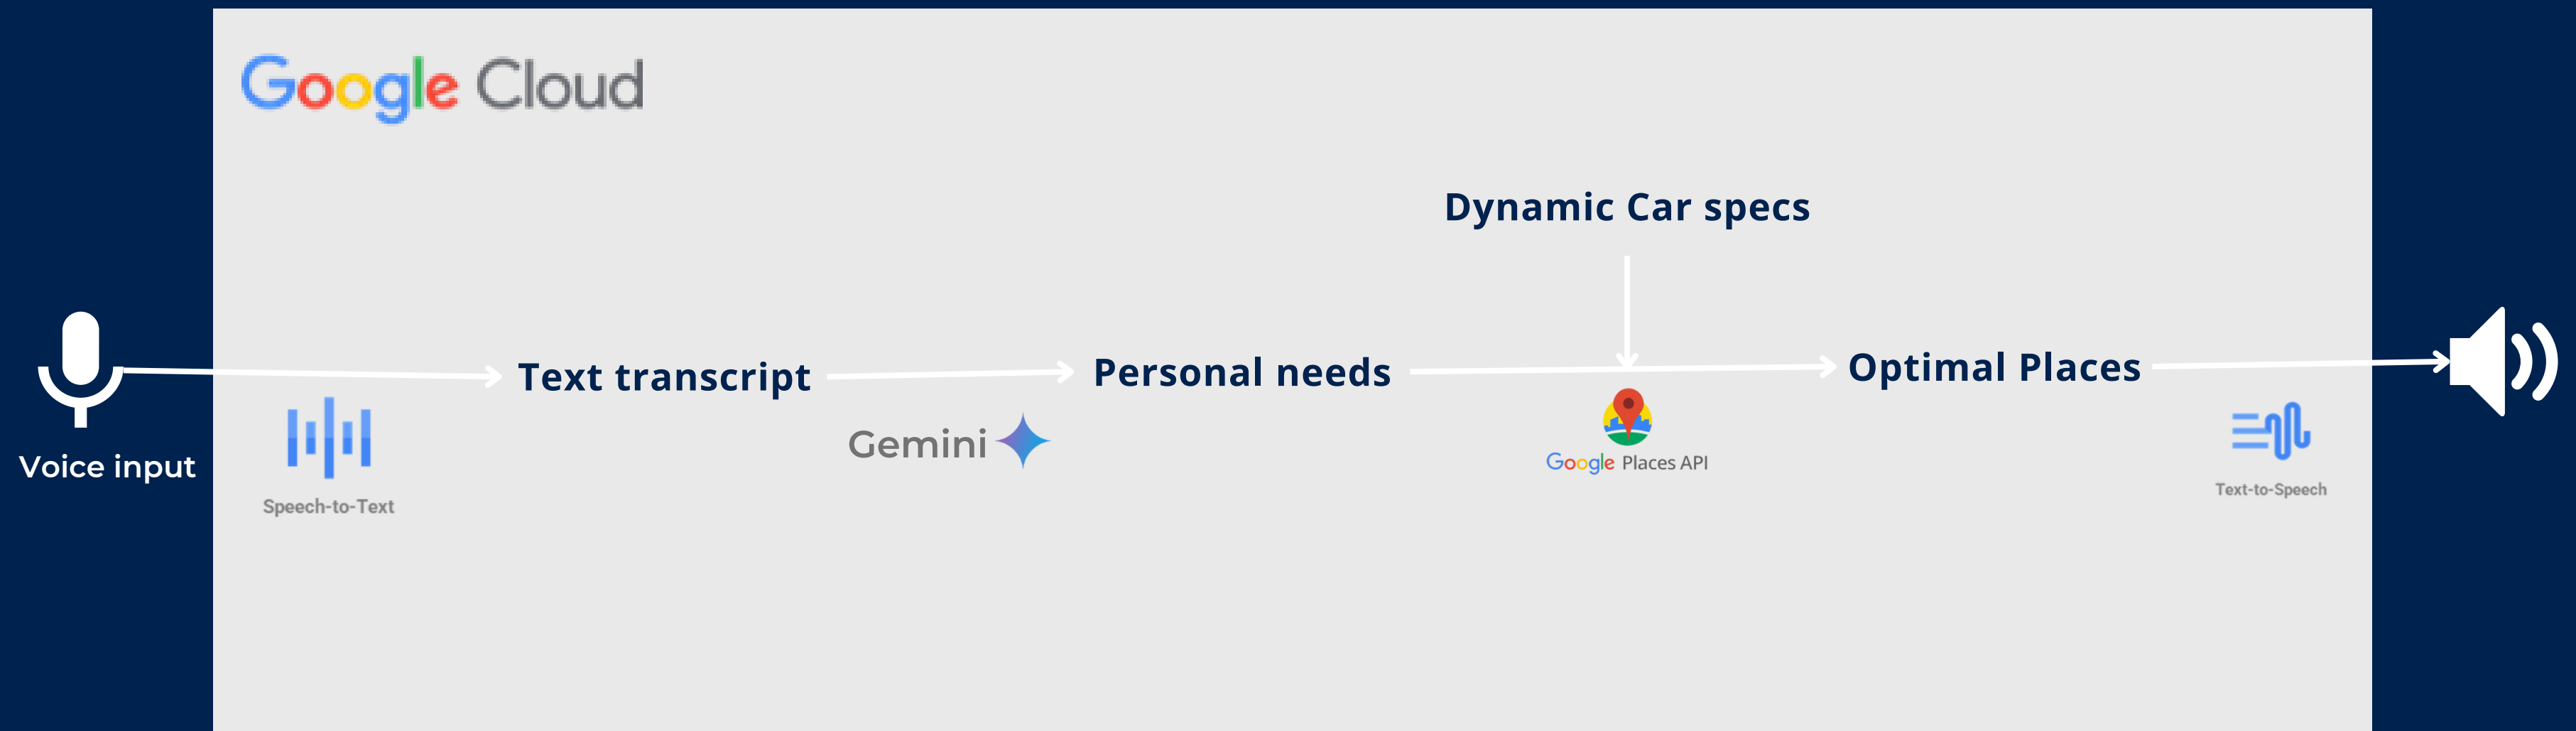 Google Cloud
Dynamic Car specs
Text transcript
Personal needs
Optimal Places
Gemini
Voice input
Google Places API
Speech-to-Text
Text-to-Speech